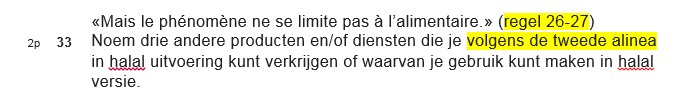 «Mais le phénomène ne se limite pas à l’alimentaire.» (regel 26-27)
2p 33 Noem drie andere producten en/of diensten die je volgens de tweede alinea
in halal uitvoering kunt verkrijgen of waarvan je gebruik kunt maken in halal
versie.